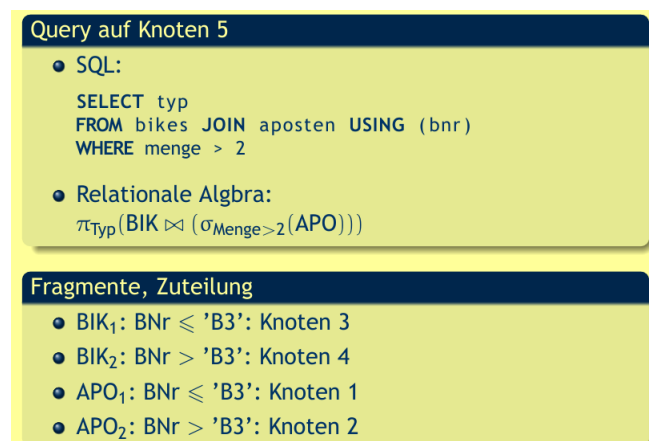 Query auf Knoten 5
SQL:
SELECT typ
FROM bikes JOIN aposten USING (bnr)
WHERE menge > 2
Relationale Algbra:
πTyp(BIK ⋈ (σMenge>2(APO)))
Fragmente, Zuteilung
BIK₁: BNr ⩽ ’B3’: Knoten 3
BIK₂: BNr > ’B3’: Knoten 4
APO₁: BNr ⩽ ’B3’: Knoten 1
APO₂: BNr > ’B3’: Knoten 2